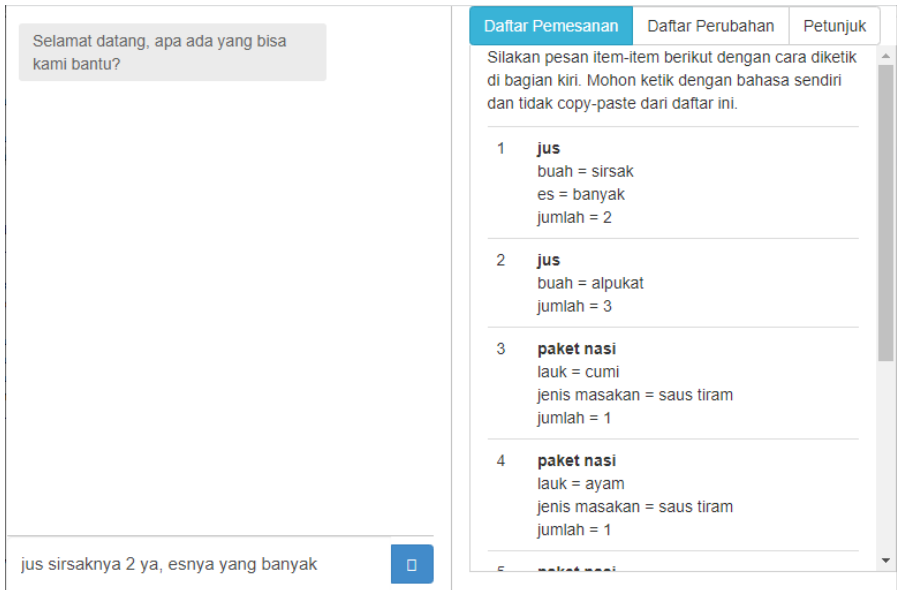 Selamat datang, apa ada yang bisa
kami bantu?
jus sirsaknya 2 ya, esnya yang banyak
Daftar Pemesanan
Daftar Perubahan
Petunjuk
Silakan pesan item-item berikut dengan cara diketik
di bagian kiri. Mohon ketik dengan bahasa sendiri
dan tidak copy-paste dari daftar ini.
1 jus
buah = sirsak
es = banyak
jumlah = 2
2 jus
buah = alpukat
jumlah = 3
3 paket nasi
lauk = cumi
jenis masakan = saus tiram
jumlah = 1
4 paket nasi
lauk = ayam
jenis masakan = saus tiram
jumlah = 1